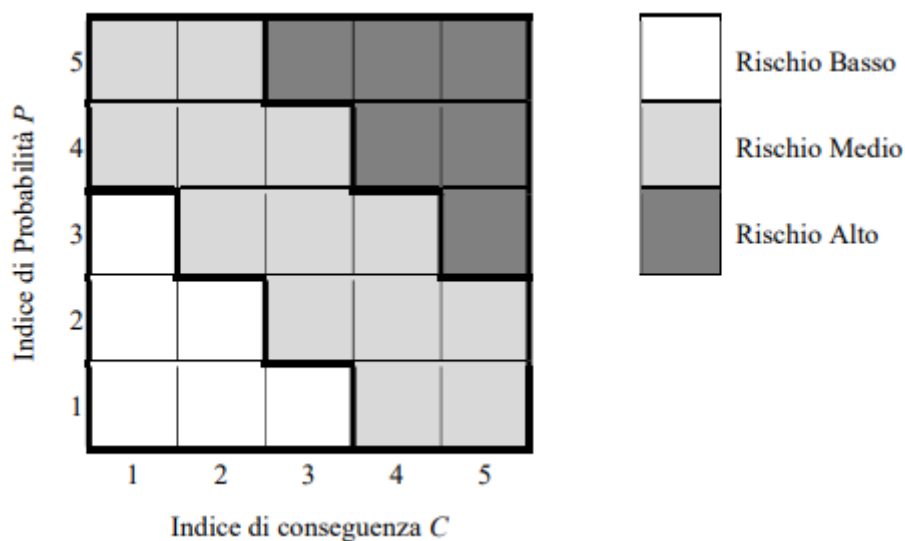 Indice di Probabilità P
5
4
3
2
1
1 2 3 4 5
Indice di conseguenza C
Rischio Basso
Rischio Medio
Rischio Alto